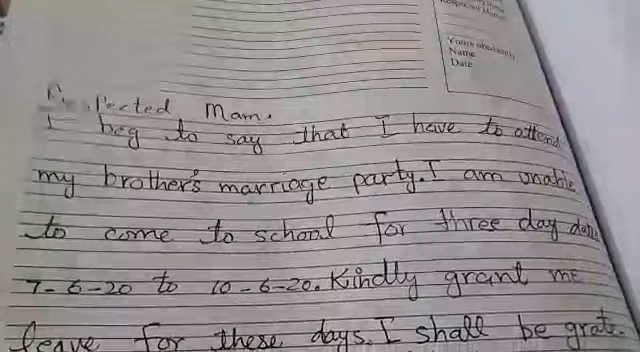 Yours obediently
Name
Date
Respected Mam.
I beg to say that I have to attend
my brother's marriage party. I am unable
to come to school for three day date
7-6-20 to 10-6-20. Kindly grant me
leave for these days. I shall be grate